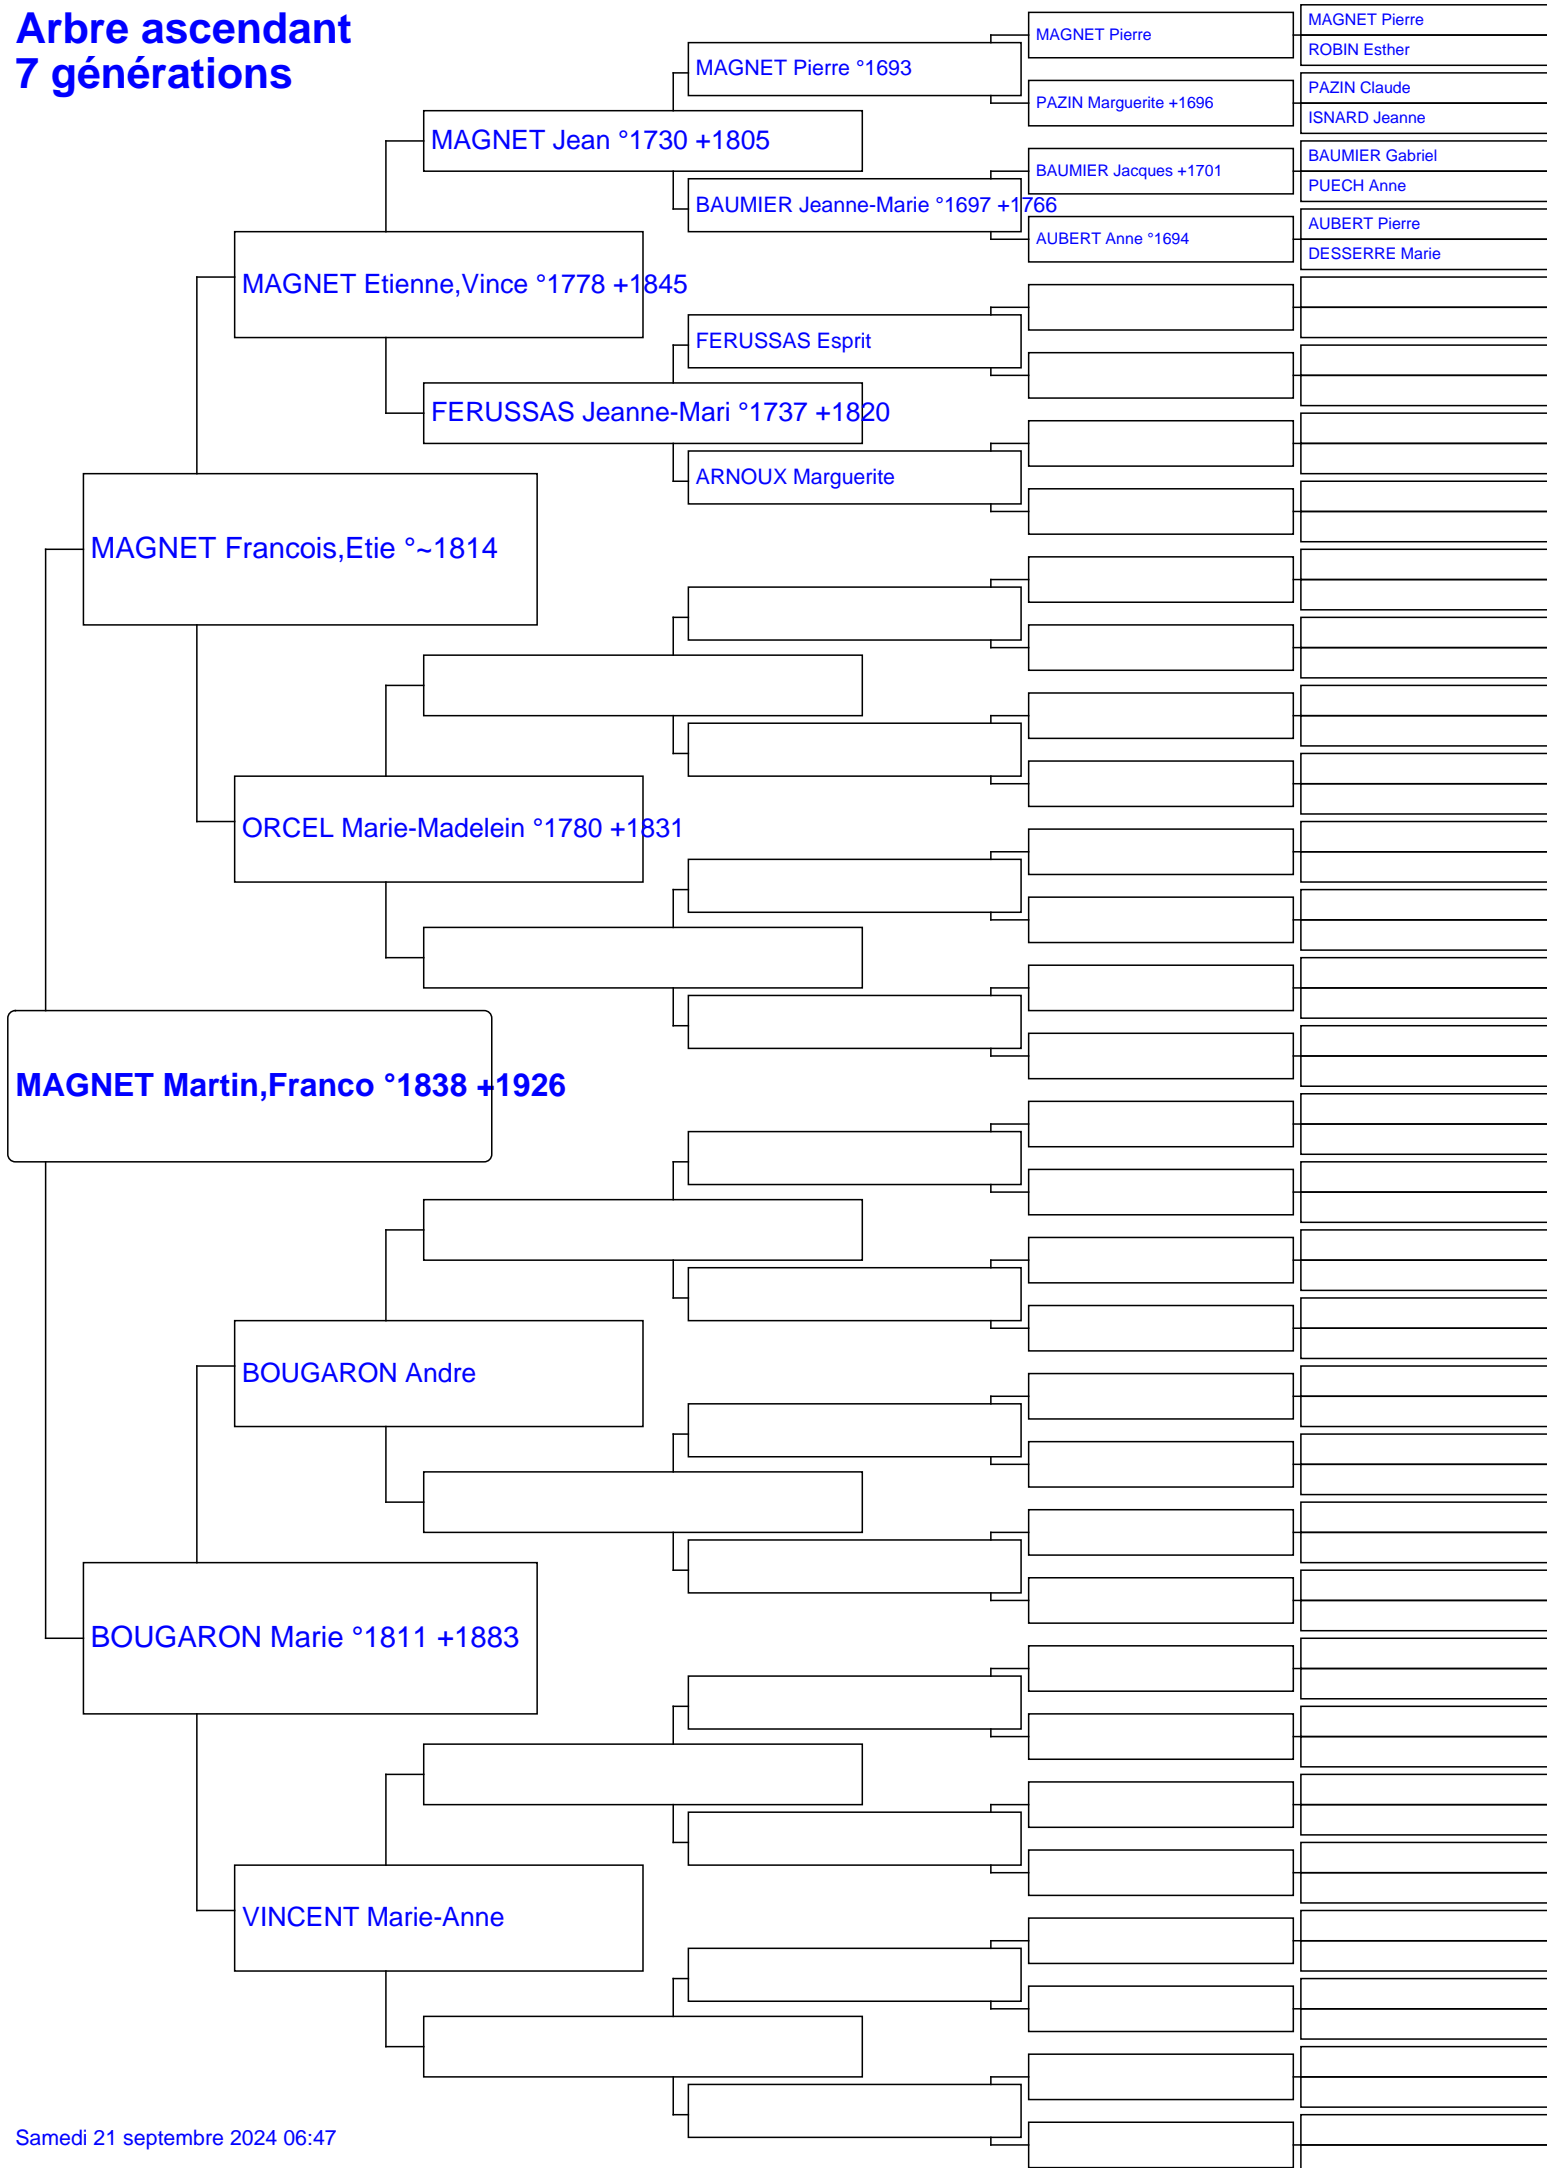 Arbre ascendant
7 générations
MAGNET Pierre
MAGNET Pierre
ROBIN Esther
MAGNET Pierre °1693
PAZIN Marguerite +1696
PAZIN Claude
ISNARD Jeanne
MAGNET Jean °1730 +1805
BAUMIER Jacques +1701
BAUMIER Gabriel
PUECH Anne
BAUMIER Jeanne-Marie °1697 +1766
AUBERT Anne °1694
AUBERT Pierre
DESSERRE Marie
MAGNET Etienne,Vince °1778 +1845
FERUSSAS Esprit
FERUSSAS Jeanne-Mari °1737 +1820
ARNOUX Marguerite
MAGNET Francois,Etie °~1814
ORCEL Marie-Madelein °1780 +1831
MAGNET Martin,Franco °1838 +1926
BOUGARON Andre
BOUGARON Marie °1811 +1883
VINCENT Marie-Anne
Samedi 21 septembre 2024 06:47